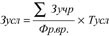 Зусл = ∑ Зучр / Фр.вр. × Тусл